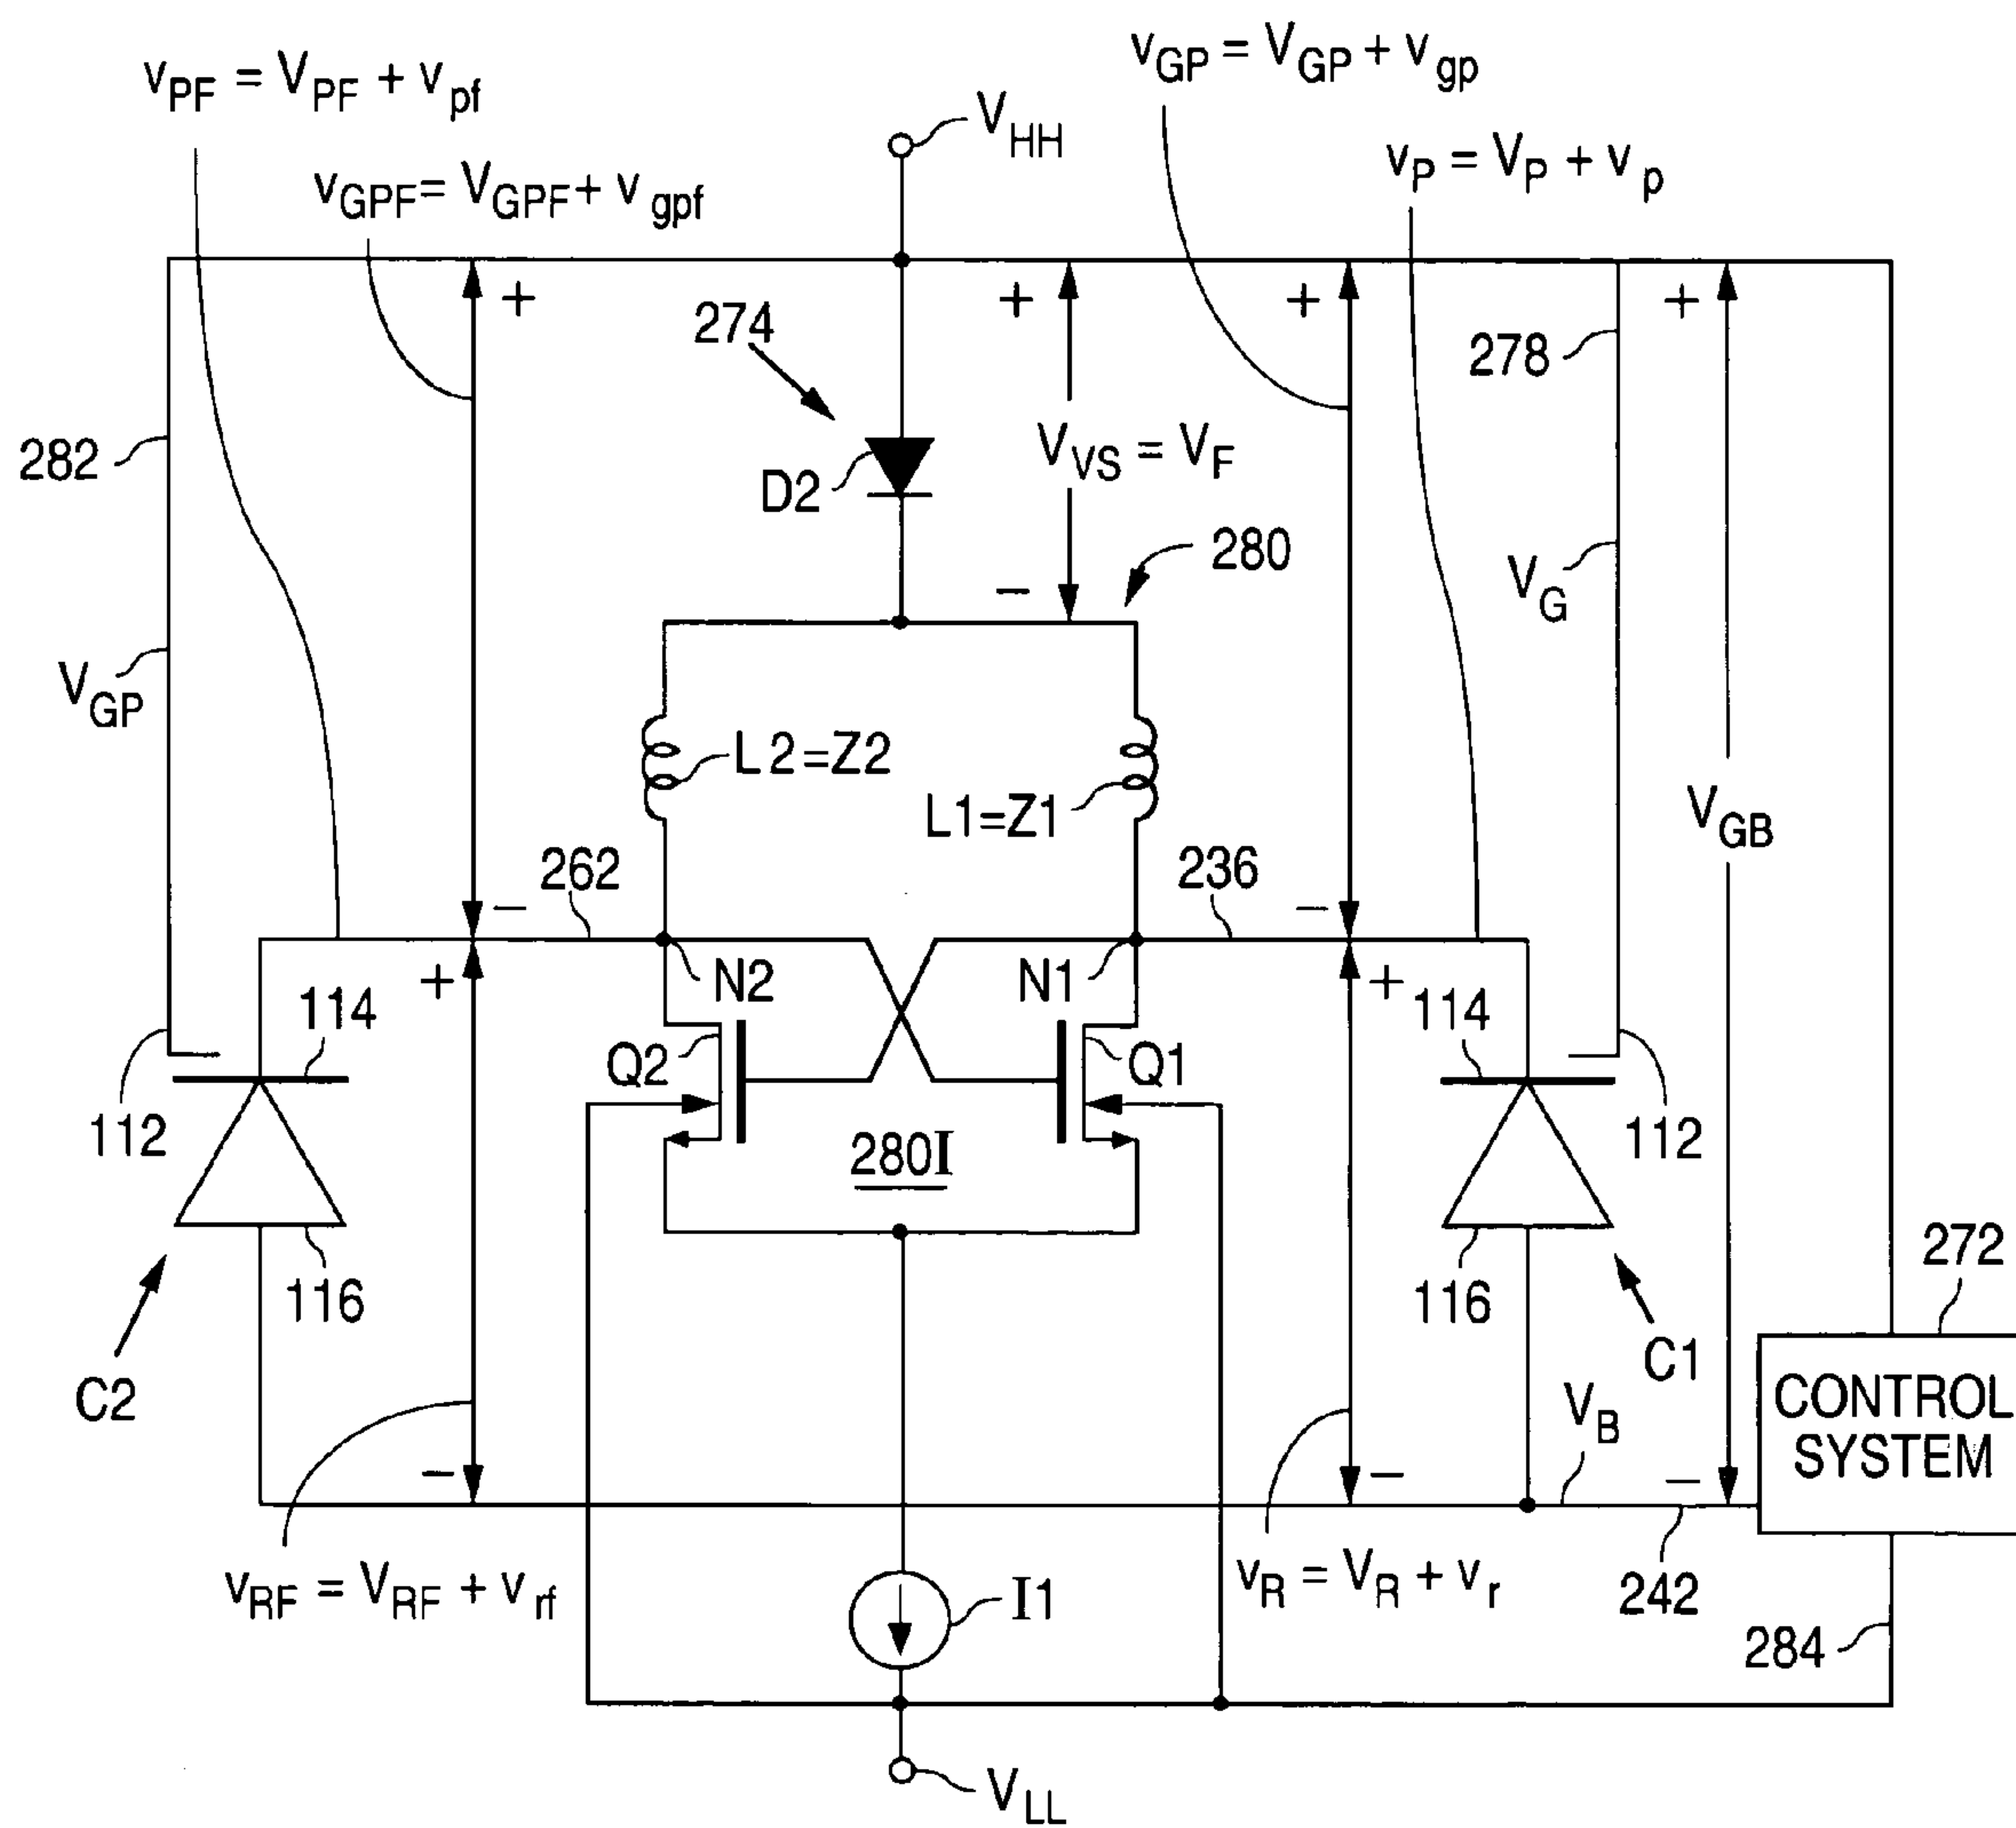 vGP = VGP + vgp
vPF = VPF + vpf
VHH
vP = VP + vp
vGPF = VGPF + vgpf
+
+
+
+
274
278
282
VVS = VF
D2
280
VG
−
VGP
L2=Z2
L1=Z1
VGB
262
236
−
−
N2
N1
+
+
114
114
Q2
Q1
112
280I
112
272
116
116
C1
C2
CONTROL
SYSTEM
VB
−
−
−
vRF = VRF + vrf
I1
vR = VR + vr
242
284
VLL